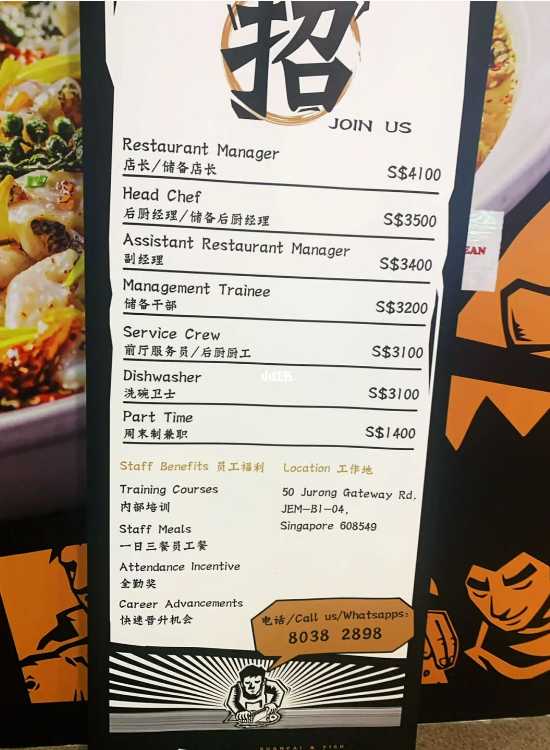 招
JOIN US
Restaurant Manager
店长/储备店长
S$4100
Head Chef
后厨经理/储备后厨经理
S$3500
Assistant Restaurant Manager
副经理
S$3400
Management Trainee
储备干部
S$3200
Service Crew
前厅服务员/后厨厨工
S$3100
Dishwasher
洗碗卫士
S$3100
Part Time
周末制兼职
S$1400
Staff Benefits 员工福利
Training Courses
内部培训
Staff Meals
一日三餐员工餐
Attendance Incentive
全勤奖
Career Advancements
快速晋升机会
Location 工作地
50 Jurong Gateway Rd.
JEM-B1-04,
Singapore 608549
电话/Call us/Whatsapps:
8038 2898
EAN